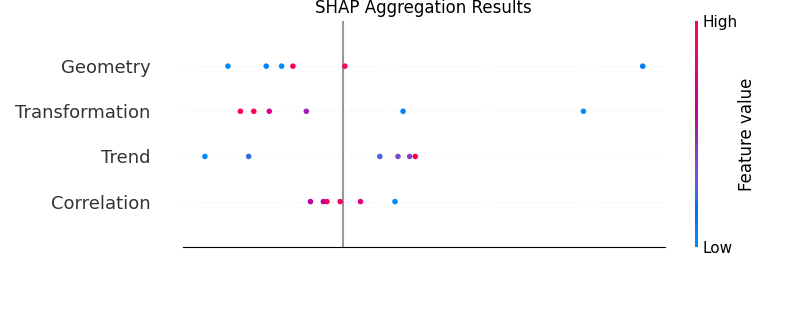 SHAP Aggregation Results
High
Geometry
Transformation
Trend
Correlation
Feature value
Low